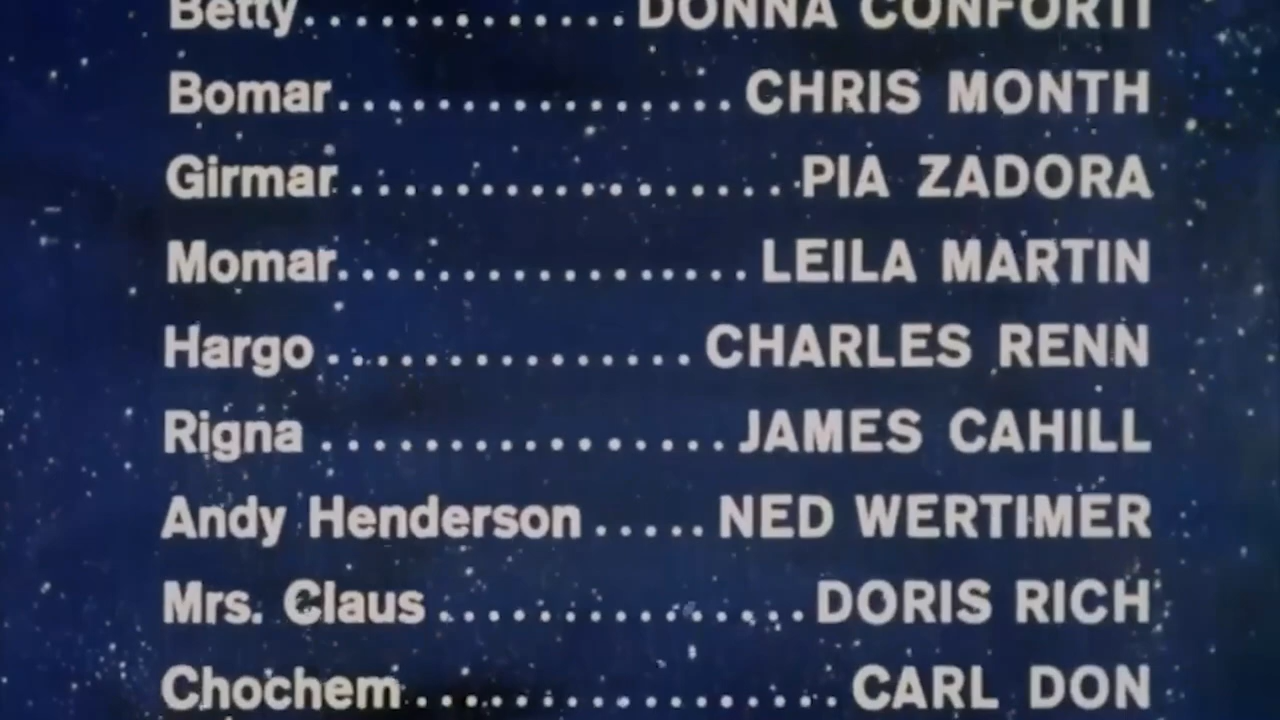 Betty.............DONNA CONFORTI
Bomar................CHRIS MONTH
Girmar..................PIA ZADORA
Momar.................LEILA MARTIN
Hargo...............CHARLES RENN
Rigna................JAMES CAHILL
Andy Henderson.....NED WERTIMER
Mrs. Claus...............DORIS RICH
Chochem.................CARL DON